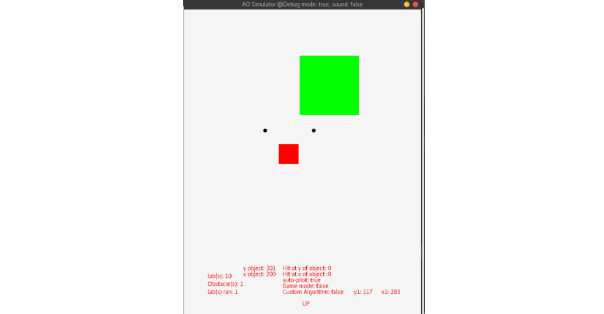 AO Simulator @Debug mode: true, sound: false
y object: 301 Hit at y of object: 0
lab(s): 10 x object: 200 Hit at x of object :0
auto-pilot: true
Obstacle(s): 1 Game mode: false
lab(s) ran: 1 Custom Algorithm: false y1: 117 x1: 293
UP